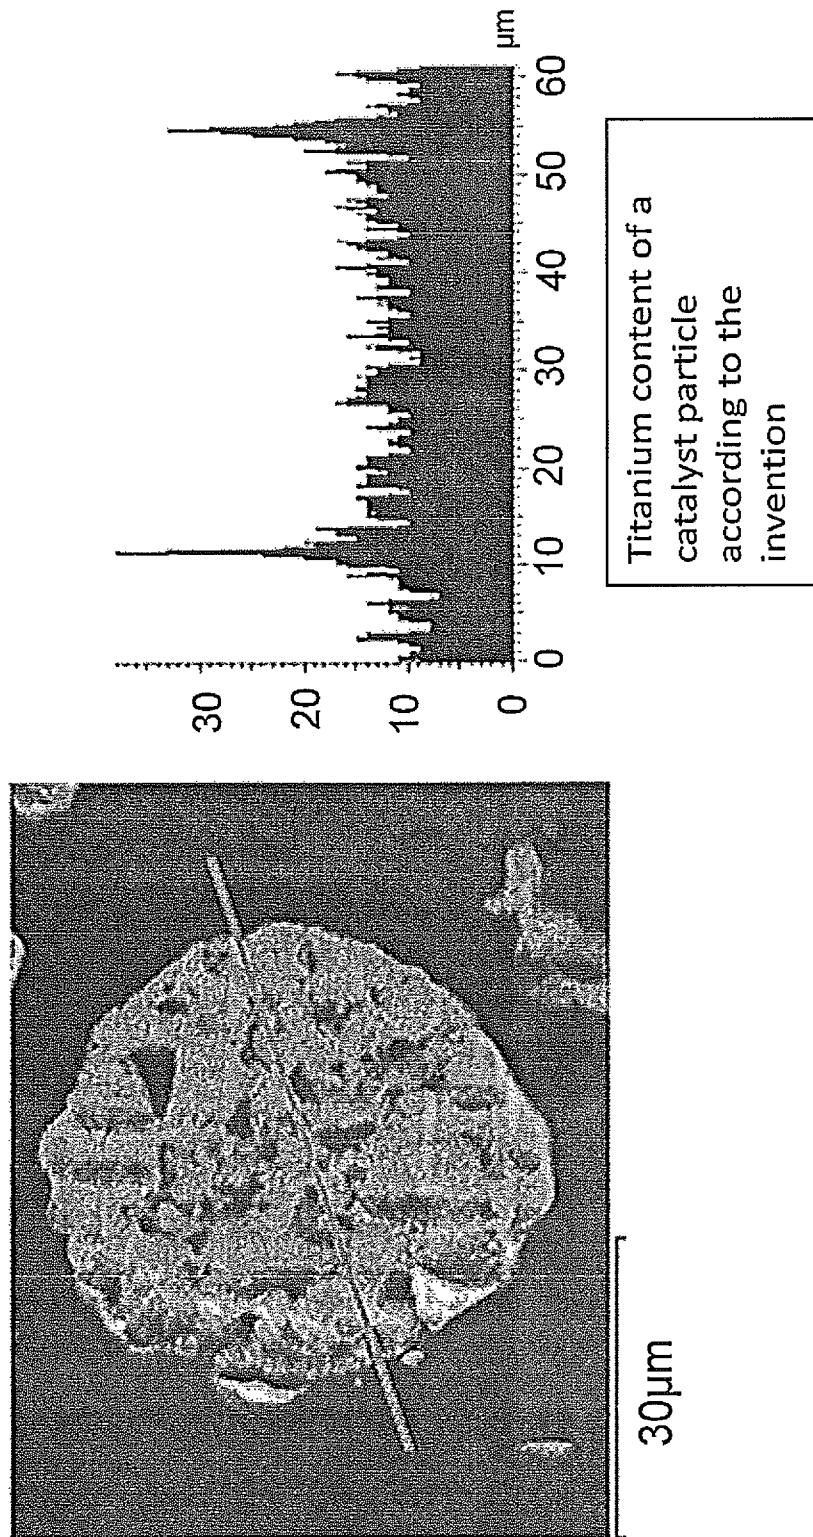 30
20
10
0
0 10 20 30 40 50 60
µm
30µm
Titanium content of a
catalyst particle
according to the
invention